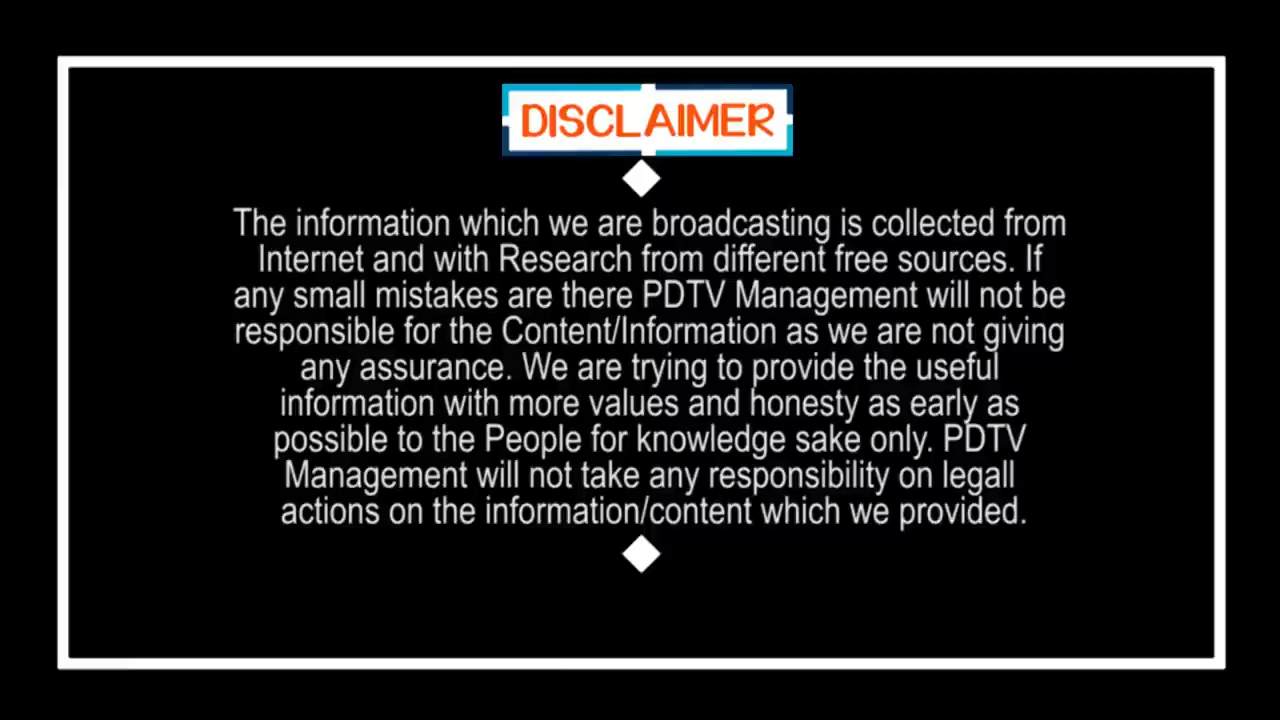 DISCLAIMER
The information which we are broadcasting is collected from
Internet and with Research from different free sources. If
any small mistakes are there PDTV Management will not be
responsible for the Content/Information as we are not giving
any assurance. We are trying to provide the useful
information with more values and honesty as early as
possible to the People for knowledge sake only. PDTV
Management will not take any responsibility on legall
actions on the information/content which we provided.